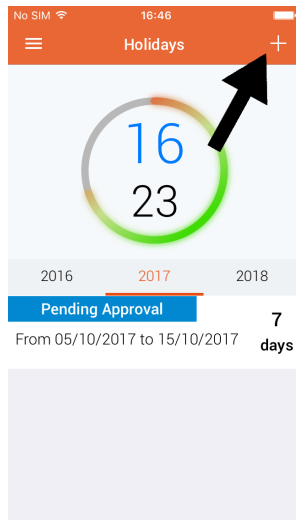 No SIM 16:46
Holidays
16
23
2016 2017 2018
Pending Approval
7
From 05/10/2017 to 15/10/2017
days